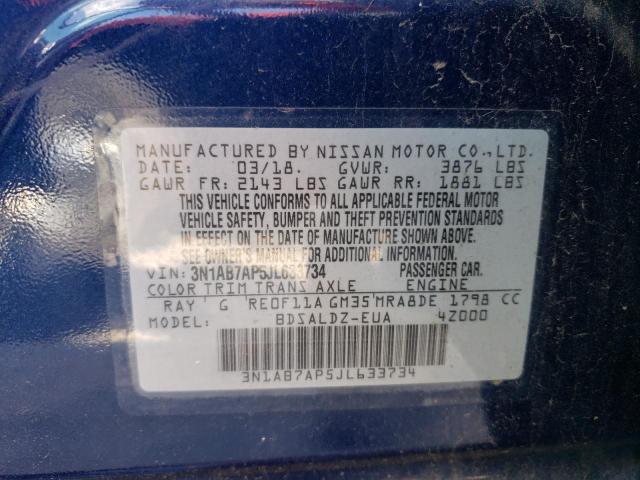 MANUFACTURED BY NISSAN MOTOR CO.,LTD.
DATE: 03/18. GVWR: 3876 LBS
GAWR FR: 2143 LBS GAWR RR: 1881 LBS
THIS VEHICLE CONFORMS TO ALL APPLICABLE FEDERAL MOTOR
VEHICLE SAFETY, BUMPER AND THEFT PREVENTION STANDARDS
IN EFFECT ON THE DATE OF MANUFACTURE SHOWN ABOVE.
SEE OWNER'S MANUAL FOR ADDITIONAL INFORMATION.
VIN: 3N1AB7AP5JL633734 PASSENGER CAR.
COLOR TRIM TRANS AXLE ENGINE
RAY G RE0F11A GM35 MRA8DE 1798 CC
MODEL: BDSALDZ-EUA 4Z000
3N1AB7AP5JL633734